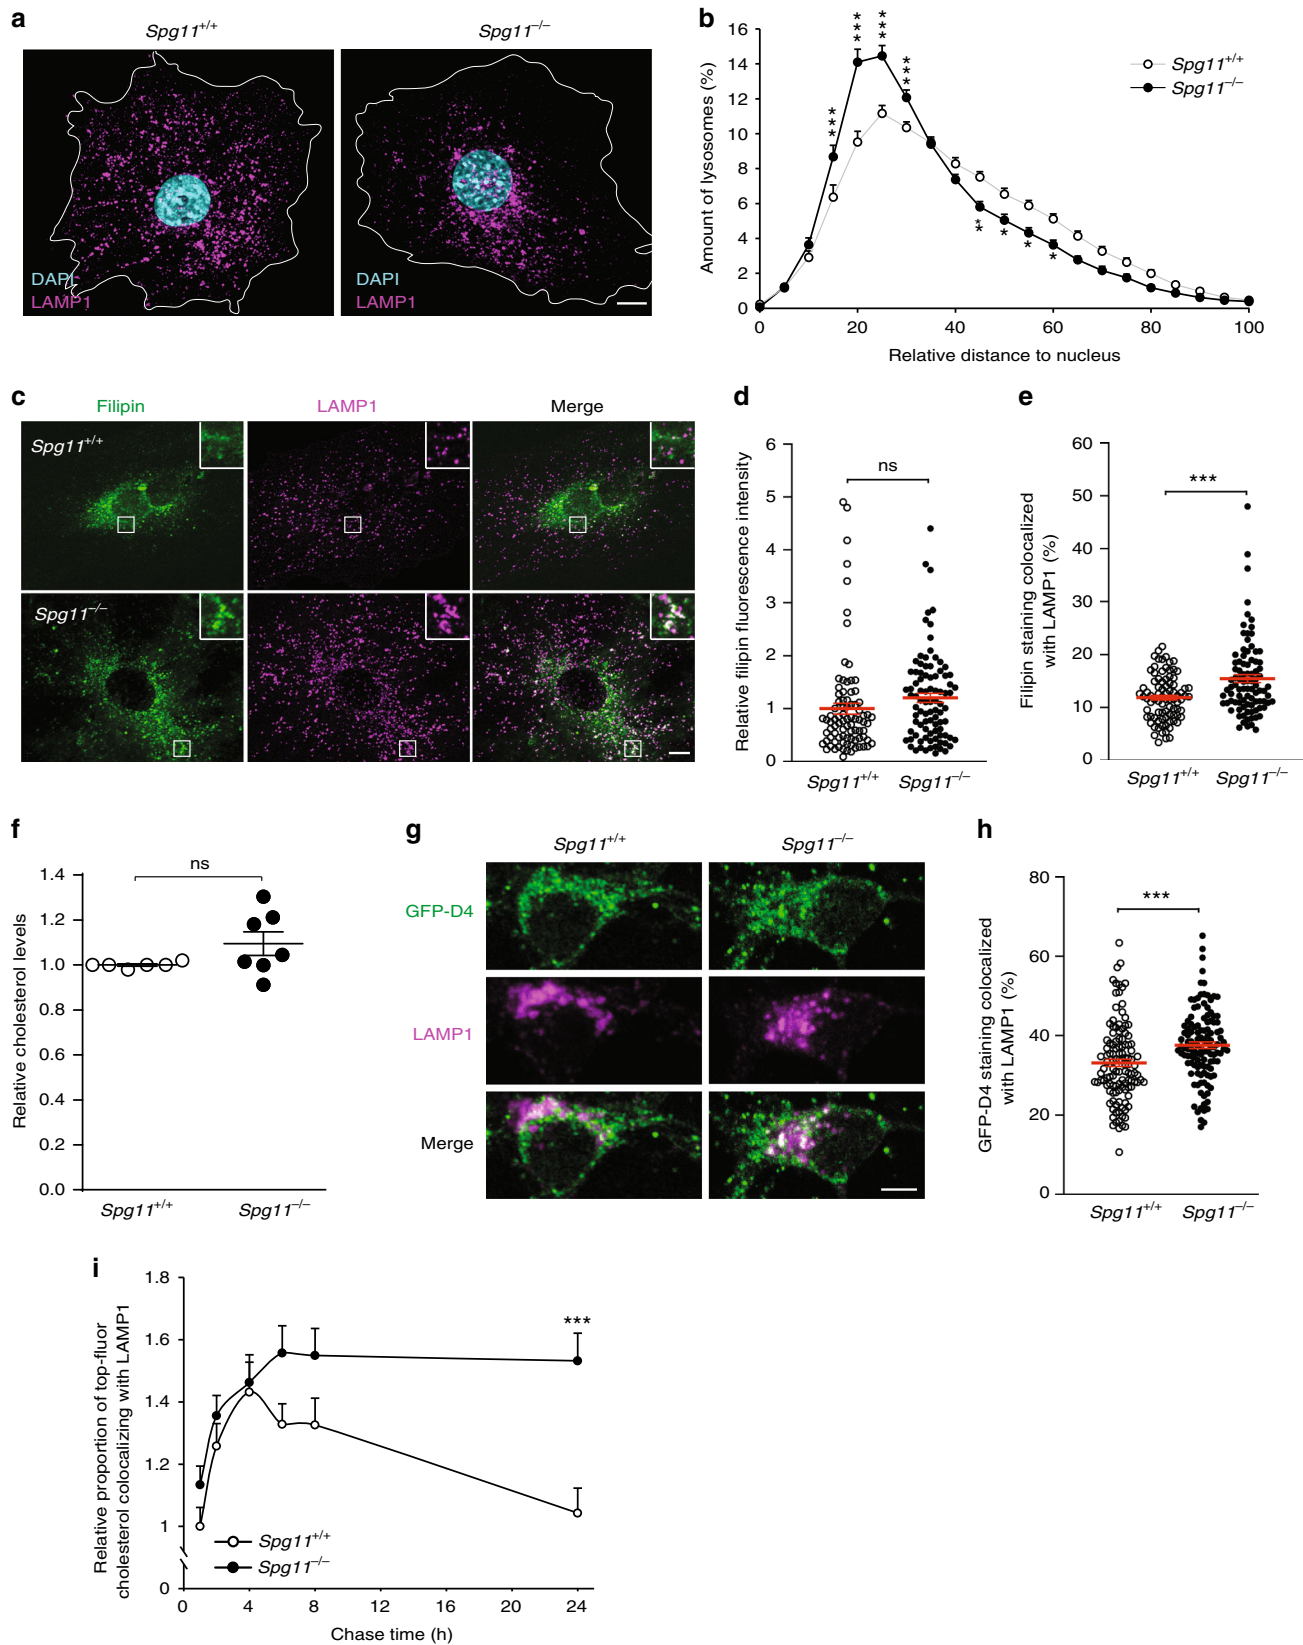 a
Spg11+/+
Spg11−/−
DAPI
LAMP1
DAPI
LAMP1
b
Amount of lysosomes (%)
16
14
12
10
8
6
4
2
0
***
***
***
***
**
*
*
*
Spg11+/+
Spg11−/−
0
20
40
60
80
100
Relative distance to nucleus
c
Filipin
LAMP1
Merge
Spg11+/+
Spg11−/−
d
Relative filipin fluorescence intensity
6
5
4
3
2
1
0
ns
Spg11+/+
Spg11−/−
e
Filipin staining colocalized
with LAMP1 (%)
60
50
40
30
20
10
0
***
Spg11+/+
Spg11−/−
f
Relative cholesterol levels
1.4
1.2
1.0
0.8
0.6
0.4
0.2
0.0
ns
Spg11+/+
Spg11−/−
g
Spg11+/+
Spg11−/−
GFP-D4
LAMP1
Merge
h
GFP-D4 staining colocalized
with LAMP1 (%)
80
60
40
20
0
***
Spg11+/+
Spg11−/−
i
Relative proportion of top-fluor
cholesterol colocalizing with LAMP1
1.8
1.6
1.4
1.2
1
0
***
Spg11+/+
Spg11−/−
0
4
8
12
16
20
24
Chase time (h)